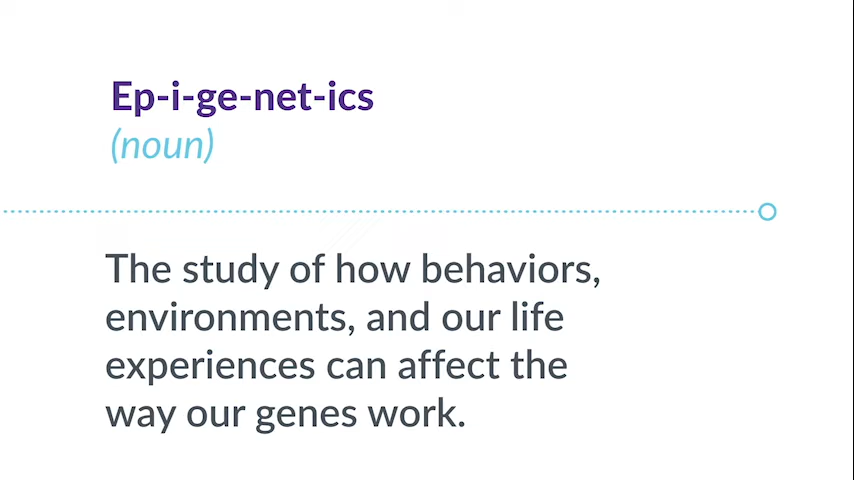 Ep-i-ge-net-ics
(noun)
The study of how behaviors,
environments, and our life
experiences can affect the
way our genes work.